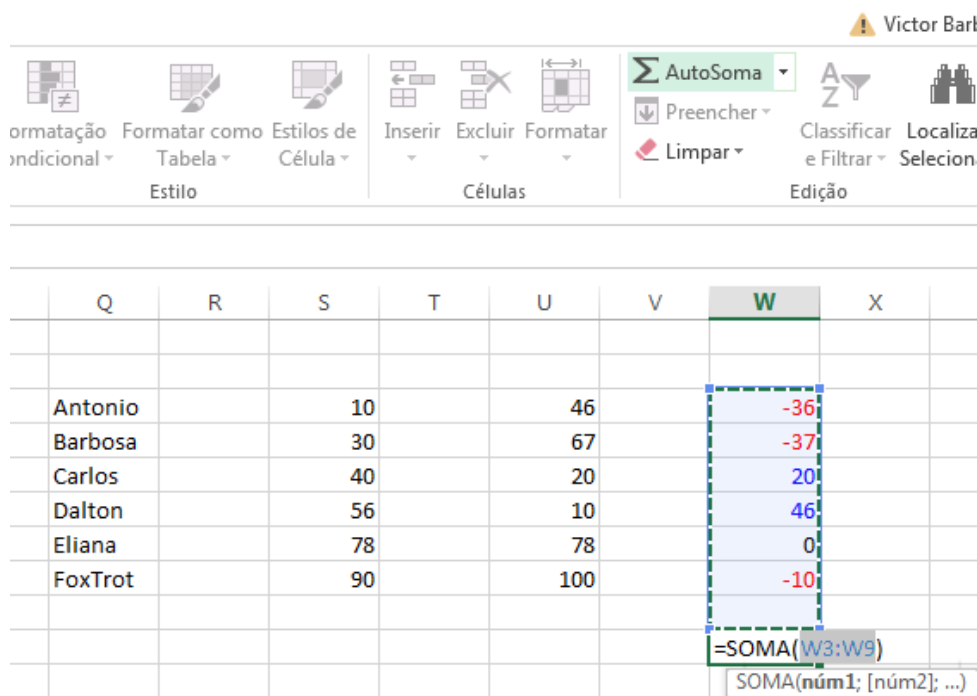 Victor Barb
AutoSoma
Preencher
Limpar
ormatação Formatar como Estilos de Inserir Excluir Formatar Classificar Localiza
ondicional Tabela Célula e Filtrar Selecion
Estilo Células Edição
Q R S T U V W X
Antonio 10 46 -36
Barbosa 30 67 -37
Carlos 40 20 20
Dalton 56 10 46
Eliana 78 78 0
FoxTrot 90 100 -10
=SOMA(W3:W9)
SOMA(núm1; [núm2]; ...)